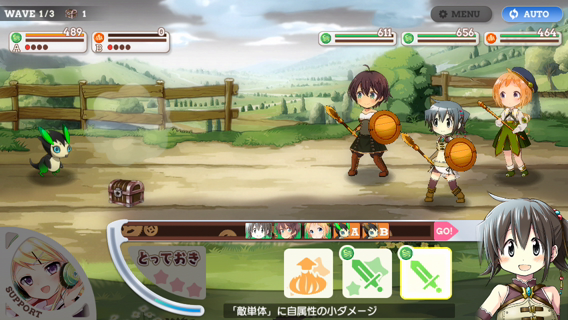 WAVE 1/3 1 MENU AUTO
489 0 611 656 464
A B
A B GO!
とっておき
SUPPORT
「敵単体」に自属性の小ダメージ